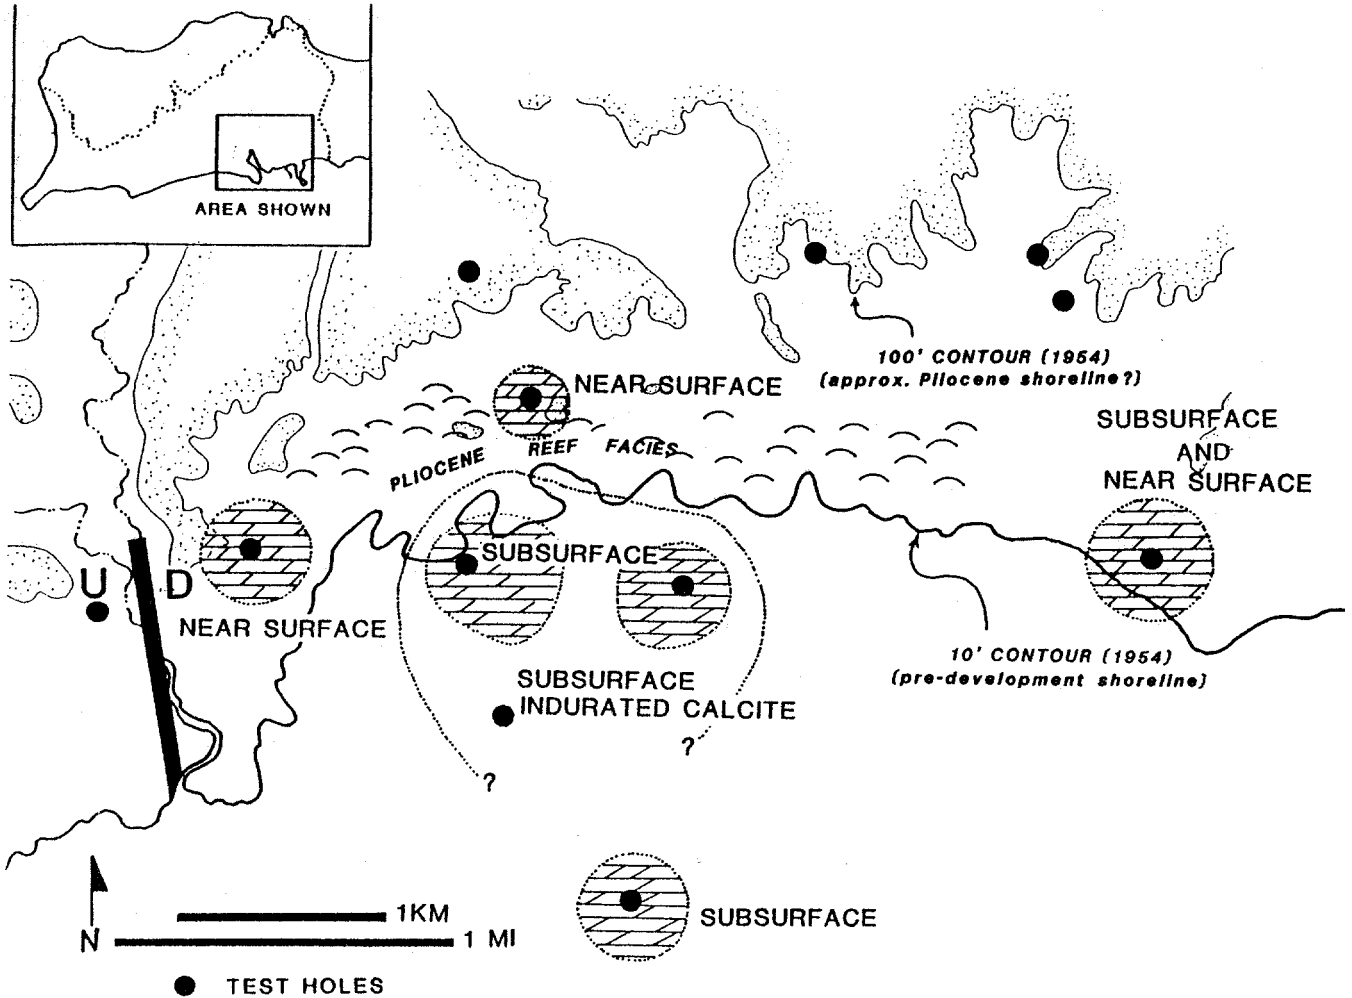 AREA SHOWN
100' CONTOUR (1954)
(approx. Pliocene shoreline?)
NEAR SURFACE
SUBSURFACE
AND
NEAR SURFACE
PLIOCENE REEF FACIES
SUBSURFACE
U D
NEAR SURFACE
10' CONTOUR (1954)
(pre-development shoreline)
SUBSURFACE
INDURATED CALCITE
?
?
SUBSURFACE
1KM
N
1 MI
TEST HOLES